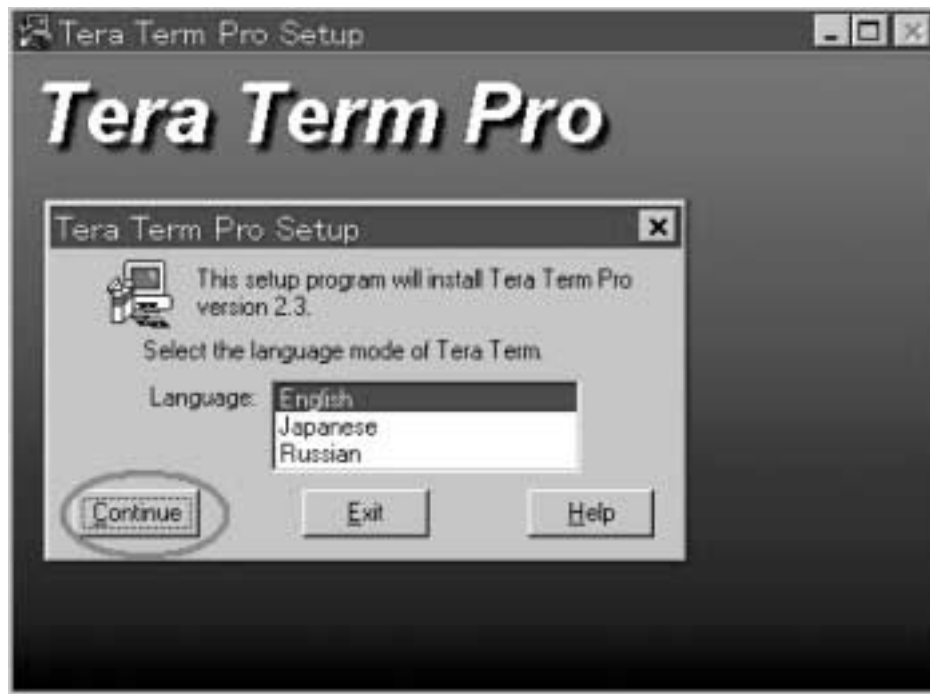 Tera Term Pro Setup
Tera Term Pro
Tera Term Pro Setup
This setup program will install Tera Term Pro
version 2.3.
Select the language mode of Tera Term.
Language:
English
Japanese
Russian
Continue
Exit
Help